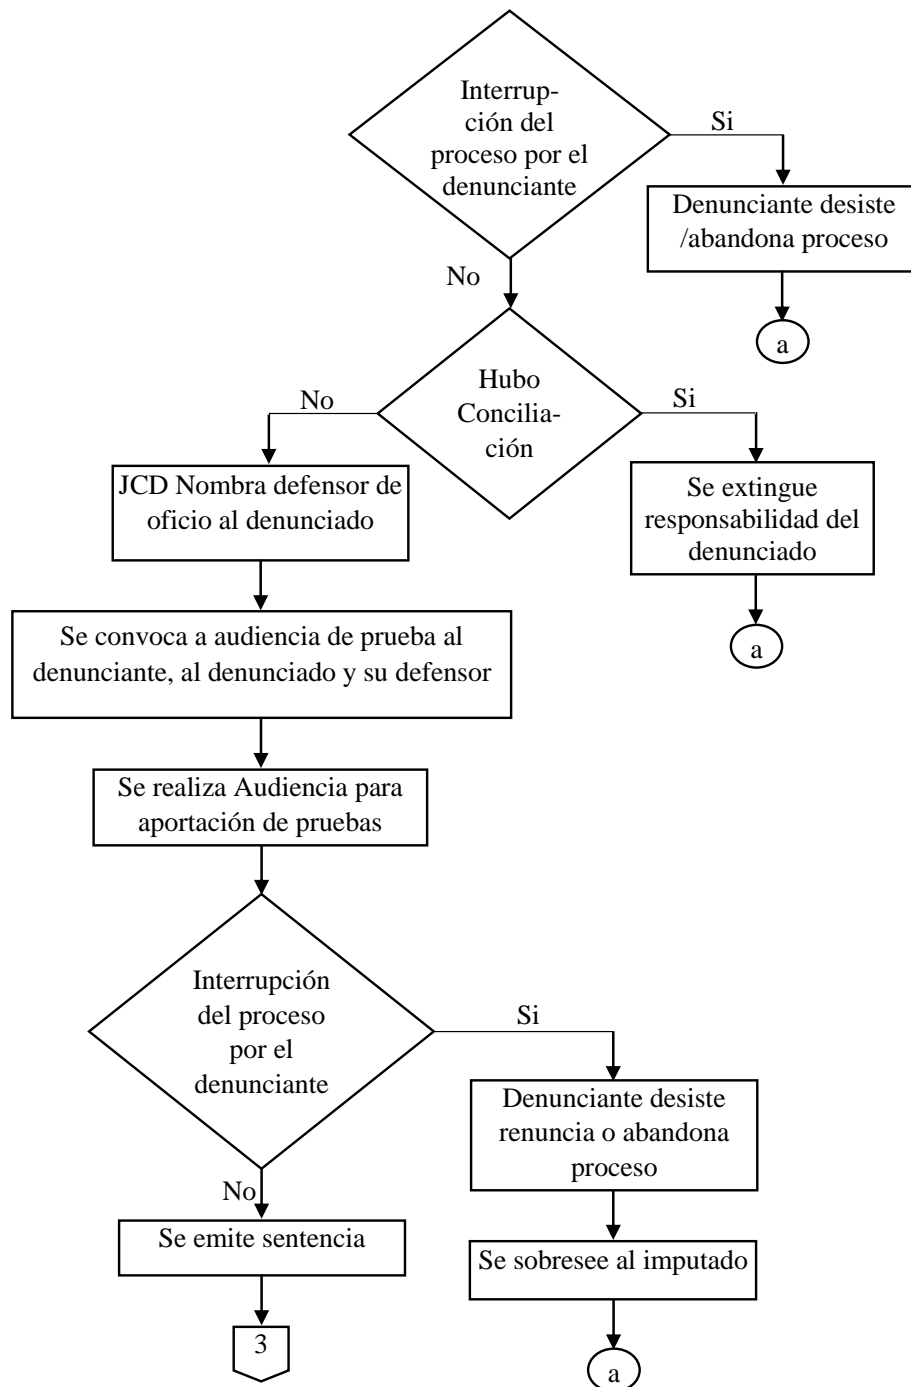 Interrup-
ción del
proceso por el
denunciante
Si
Denunciante desiste
/abandona proceso
a
No
Hubo
Concilia-
ción
No
Si
JCD Nombra defensor de
oficio al denunciado
Se extingue
responsabilidad del
denunciado
a
Se convoca a audiencia de prueba al
denunciante, al denunciado y su defensor
Se realiza Audiencia para
aportación de pruebas
Interrupción
del proceso
por el
denunciante
Si
Denunciante desiste
renuncia o abandona
proceso
No
Se emite sentencia
Se sobresee al imputado
3
a